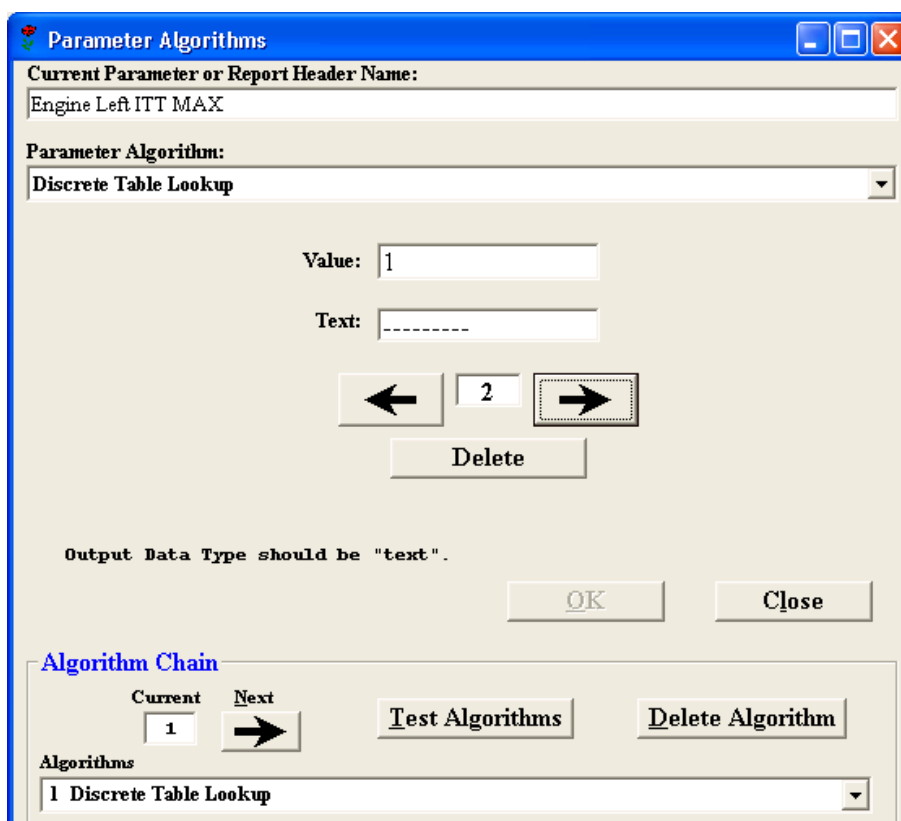 Parameter Algorithms
Current Parameter or Report Header Name:
Engine Left ITT MAX
Parameter Algorithm:
Discrete Table Lookup
Value: 1
Text: _________
2
Delete
Output Data Type should be "text".
OK Close
Algorithm Chain
Current Next
1 Test Algorithms Delete Algorithm
Algorithms
1 Discrete Table Lookup